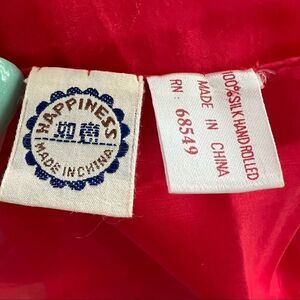 HAPPINESS
如意
MADE IN CHINA
100% SILK HAND ROLLED
MADE IN CHINA
RN: 68549